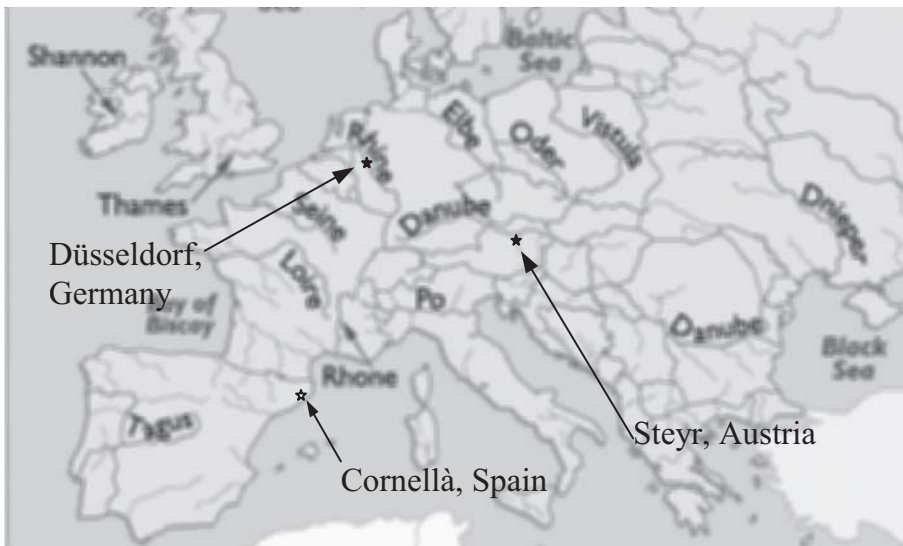 Sea
Baltic
Sea
Shannon
Elbe
Rhine
Oder
Vistula
Thames
Seine
Danube
Dnieper
Düsseldorf,
Germany
Loire
Po
Bay of
Biscay
Danube
Black
Sea
Rhone
Tagus
Steyr, Austria
Cornellà, Spain